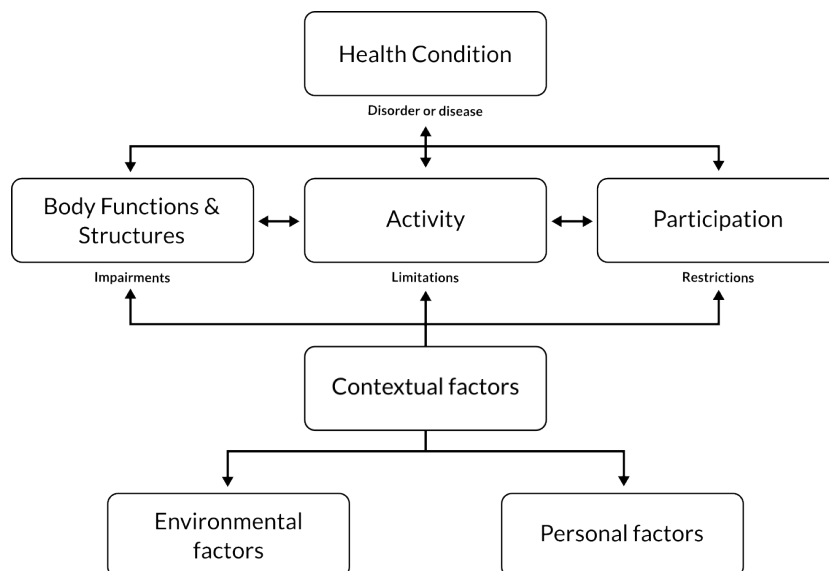 Health Condition
Disorder or disease
Body Functions &
Structures
Activity
Participation
Impairments
Limitations
Restrictions
Contextual factors
Environmental
factors
Personal factors